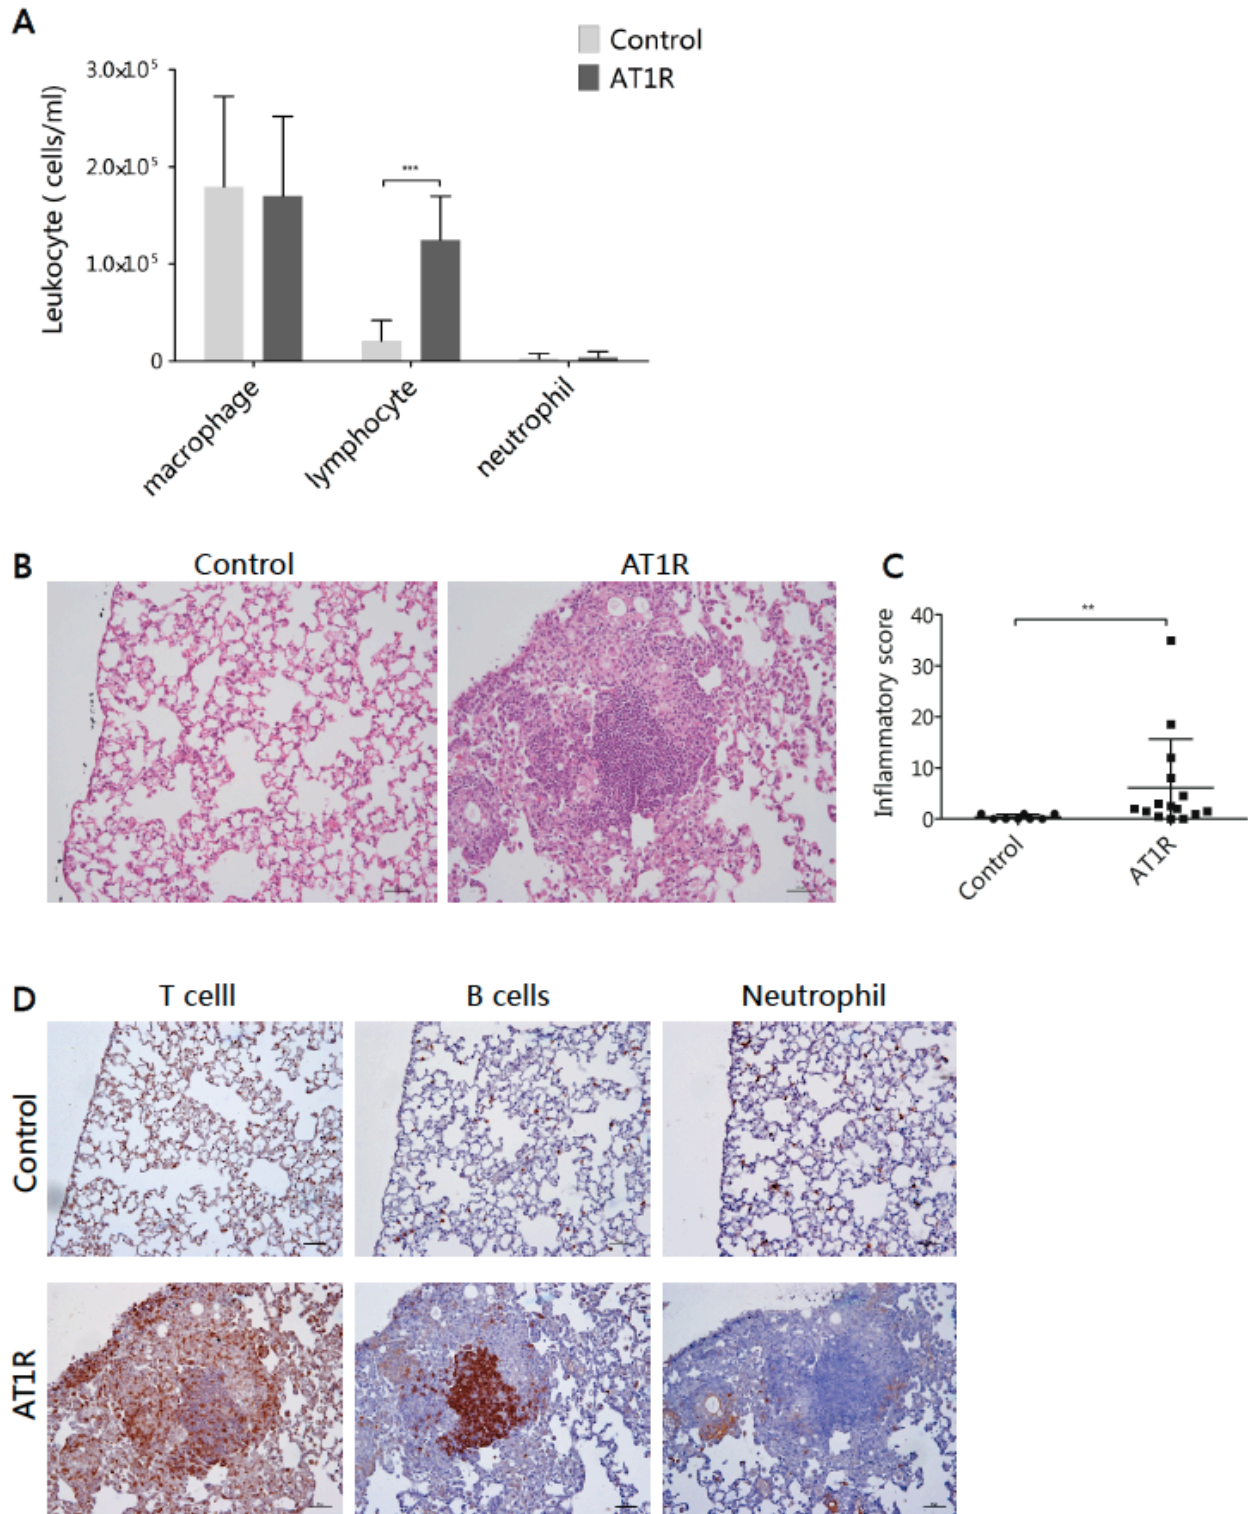 A
Control
AT1R
Leukocyte ( cells/ml)
3.0x10⁵
2.0x10⁵
1.0x10⁵
0
***
macrophage
lymphocyte
neutrophil
B
Control
AT1R
C
Inflammatory score
40
30
20
10
0
**
Control
AT1R
D
T celll
B cells
Neutrophil
Control
AT1R